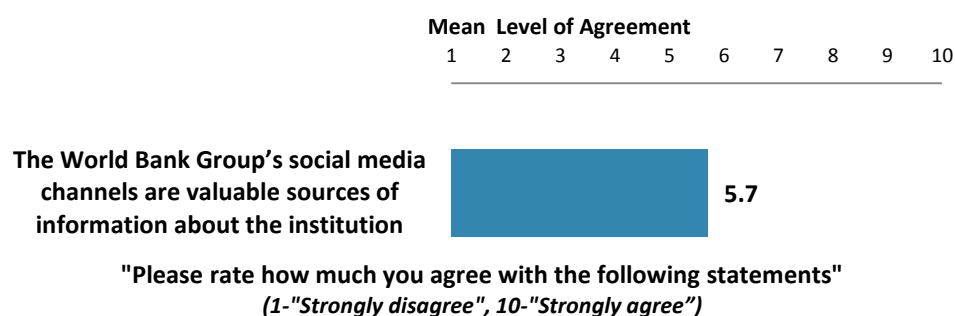 Mean  Level of Agreement
1 2 3 4 5 6 7 8 9 10
The World Bank Group’s social media
channels are valuable sources of
information about the institution
5.7
"Please rate how much you agree with the following statements"
(1-"Strongly disagree", 10-"Strongly agree”)